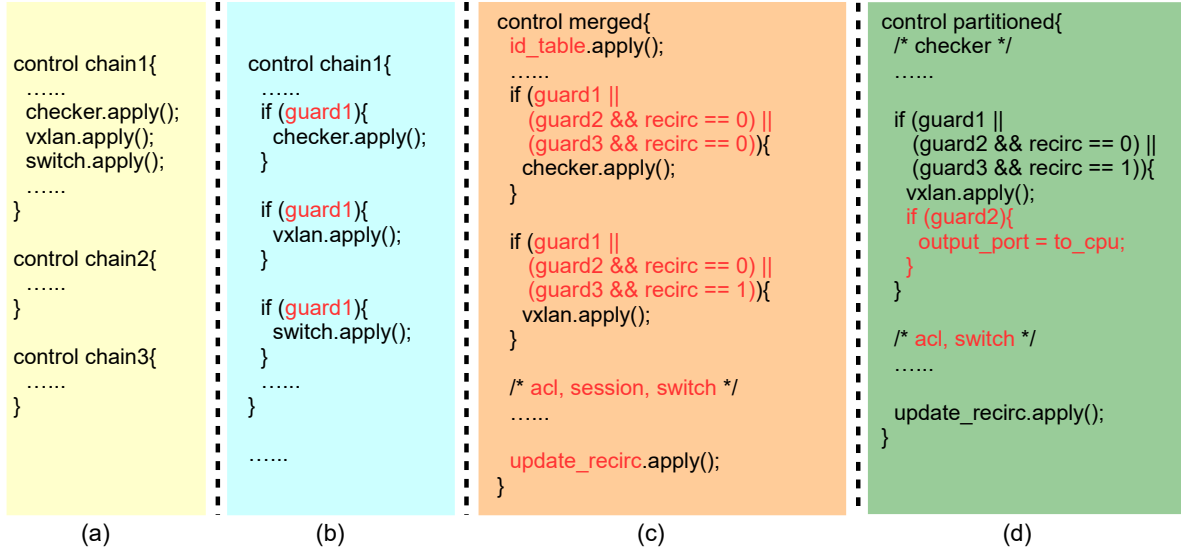 control chain1{
…...
checker.apply();
vxlan.apply();
switch.apply();
…...
}
control chain2{
…...
}
control chain3{
…...
}
(a)
control chain1{
…...
if (guard1){
checker.apply();
}
if (guard1){
vxlan.apply();
}
if (guard1){
switch.apply();
}
…...
}
…...
(b)
control merged{
id_table.apply();
…...
if (guard1 ||
(guard2 && recirc == 0) ||
(guard3 && recirc == 0)){
checker.apply();
}
if (guard1 ||
(guard2 && recirc == 0) ||
(guard3 && recirc == 1)){
vxlan.apply();
}
/* acl, session, switch */
…...
update_recirc.apply();
}
(c)
control partitioned{
/* checker */
…...
if (guard1 ||
(guard2 && recirc == 0) ||
(guard3 && recirc == 1)){
vxlan.apply();
if (guard2){
output_port = to_cpu;
}
}
/* acl, switch */
…...
update_recirc.apply();
}
(d)